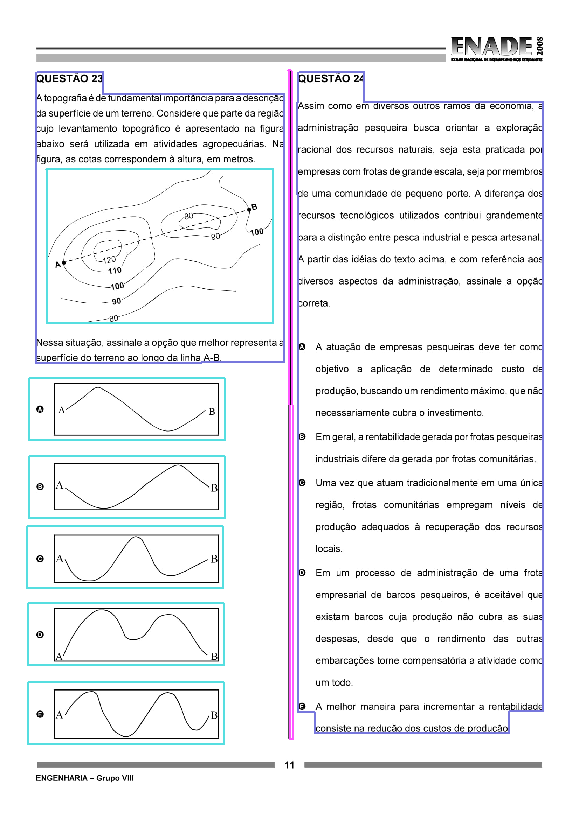 ENADE 2008
EXAME NACIONAL DE DESEMPENHO DOS ESTUDANTES
QUESTÃO 23
A topografia é de fundamental importância para a descrição
da superfície de um terreno. Considere que parte da região
cujo levantamento topográfico é apresentado na figura
abaixo será utilizada em atividades agropecuárias. Na
figura, as cotas correspondem à altura, em metros.
A
B
80
90
100
120
110
100
90
80
Nessa situação, assinale a opção que melhor representa a
superfície do terreno ao longo da linha A-B.
A A B
B A B
C A B
D A B
E A B
QUESTÃO 24
Assim como em diversos outros ramos da economia, a
administração pesqueira busca orientar a exploração
racional dos recursos naturais, seja esta praticada por
empresas com frotas de grande escala, seja por membros
de uma comunidade de pequeno porte. A diferença dos
recursos tecnológicos utilizados contribui grandemente
para a distinção entre pesca industrial e pesca artesanal.
A partir das idéias do texto acima, e com referência aos
diversos aspectos da administração, assinale a opção
correta.
A A atuação de empresas pesqueiras deve ter como
objetivo a aplicação de determinado custo de
produção, buscando um rendimento máximo, que não
necessariamente cubra o investimento.
B Em geral, a rentabilidade gerada por frotas pesqueiras
industriais difere da gerada por frotas comunitárias.
C Uma vez que atuam tradicionalmente em uma única
região, frotas comunitárias empregam níveis de
produção adequados à recuperação dos recursos
locais.
D Em um processo de administração de uma frota
empresarial de barcos pesqueiros, é aceitável que
existam barcos cuja produção não cubra as suas
despesas, desde que o rendimento das outras
embarcações torne compensatória a atividade como
um todo.
E A melhor maneira para incrementar a rentabilidade
consiste na redução dos custos de produção.
11
ENGENHARIA – Grupo VIII